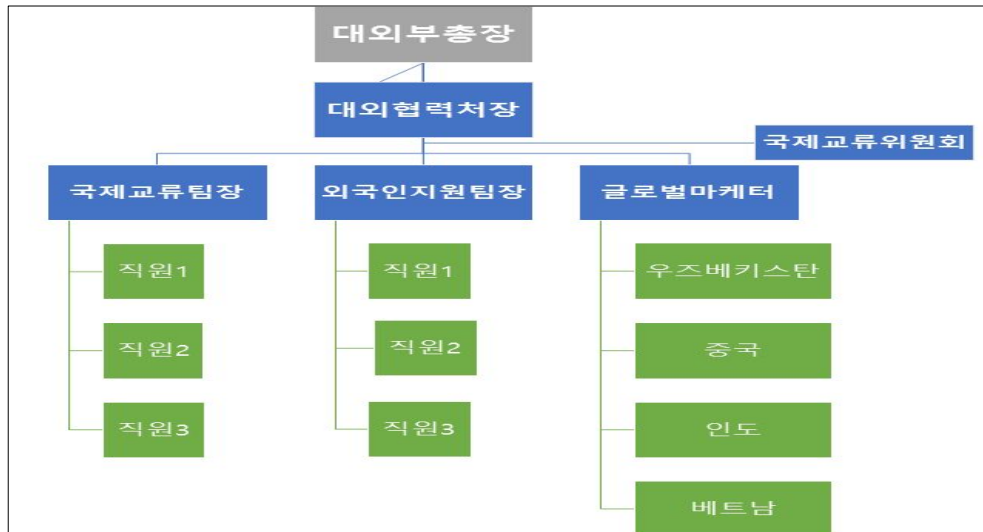 대외부총장
대외협력처장
국제교류위원회
국제교류팀장
외국인지원팀장
글로벌마케터
직원1
직원1
우즈베키스탄
직원2
직원2
중국
직원3
직원3
인도
베트남